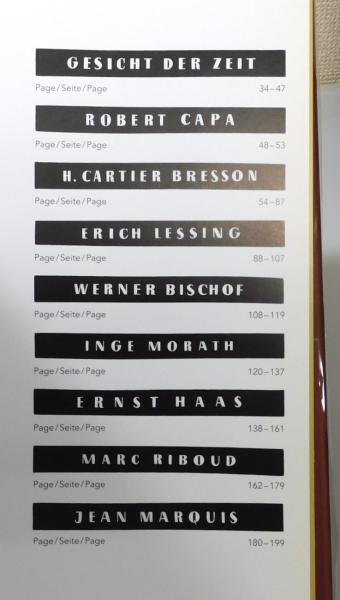 GESICHT DER ZEIT
Page/Seite/Page 34–47
ROBERT CAPA
Page/Seite/Page 48–53
H. CARTIER BRESSON
Page/Seite/Page 54–87
ERICH LESSING
Page/Seite/Page 88–107
WERNER BISCHOF
Page/Seite/Page 108–119
INGE MORATH
Page/Seite/Page 120–137
ERNST HAAS
Page/Seite/Page 138–161
MARC RIBOUD
Page/Seite/Page 162–179
JEAN MARQUIS
Page/Seite/Page 180–199